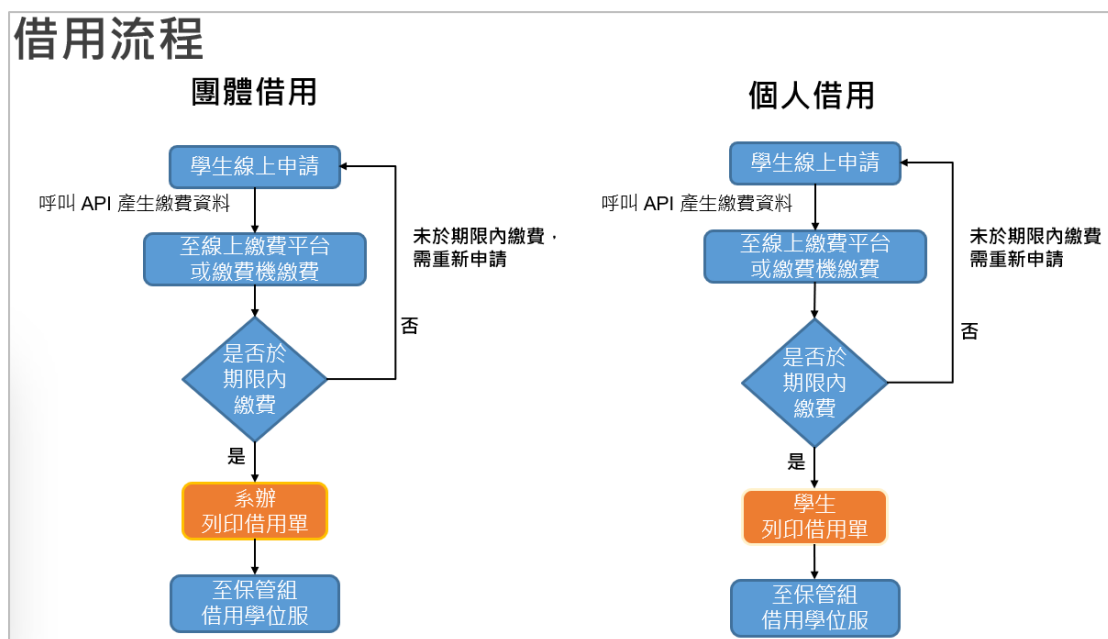 借用流程
團體借用
學生線上申請
呼叫 API 產生繳費資料
至線上繳費平台
或繳費機繳費
未於期限內繳費，
需重新申請
否
是否於
期限內
繳費
是
系辦
列印借用單
至保管組
借用學位服
個人借用
學生線上申請
呼叫 API 產生繳費資料
至線上繳費平台
或繳費機繳費
未於期限內繳費
需重新申請
否
是否於
期限內
繳費
是
學生
列印借用單
至保管組
借用學位服